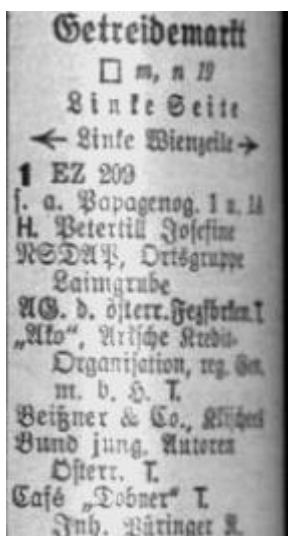 Getreidemarkt
□ m, n 19
Linke Seite
← Linke Wienzeile →
1 EZ 209
s. a. Papagenog. 1 u. 1a
H. Petertill Josefine
NSDAP, Ortsgruppe
Laimgrube
AG. d. österr. Fezfbrken. T.
„Ako“, Arische Kredit-
Organisation, reg. Gen.
m. b. H. T.
Beißner & Co., Klischees
Bund jung. Autoren
Österr. T.
Café „Dobner“ T.
Inh. Püringer K.